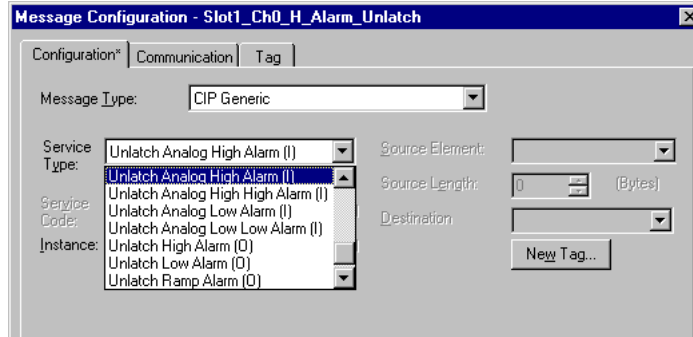 Message Configuration - Slot1_Ch0_H_Alarm_Unlatch
Configuration* Communication Tag
Message Type: CIP Generic
Service Type: Unlatch Analog High Alarm (I) Source Element:
Unlatch Analog High Alarm (I)
Unlatch Analog High High Alarm (I) Source Length: 0 (Bytes)
Service Code: Unlatch Analog Low Alarm (I)
Unlatch Analog Low Low Alarm (I) Destination
Instance: Unlatch High Alarm (O)
Unlatch Low Alarm (O) New Tag...
Unlatch Ramp Alarm (O)